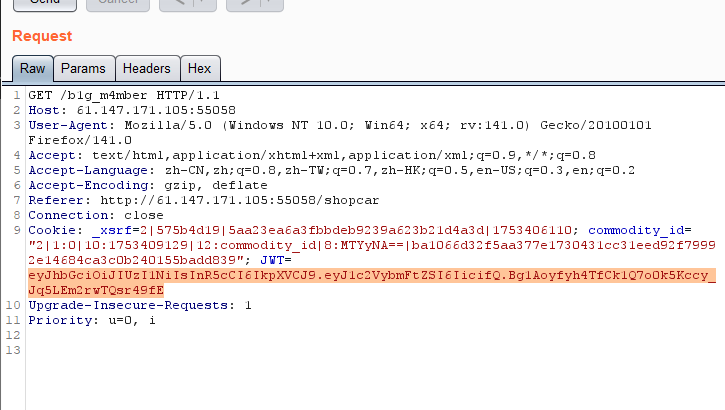 Send
Cancel
Request
Raw Params Headers Hex
1 GET /b1g_m4mber HTTP/1.1
2 Host: 61.147.171.105:55058
3 User-Agent: Mozilla/5.0 (Windows NT 10.0; Win64; x64; rv:141.0) Gecko/20100101
Firefox/141.0
4 Accept: text/html,application/xhtml+xml,application/xml;q=0.9,*/*;q=0.8
5 Accept-Language: zh-CN,zh;q=0.8,zh-TW;q=0.7,zh-HK;q=0.5,en-US;q=0.3,en;q=0.2
6 Accept-Encoding: gzip, deflate
7 Referer: http://61.147.171.105:55058/shopcar
8 Connection: close
9 Cookie: _xsrf=2|575b4d19|5aa23ea6a3fbbdeb9239a623b21d4a3d|1753406110; commodity_id=
"2|1:0|10:1753409129|12:commodity_id|8:MTYyNA==|ba1066d32f5aa377e1730431cc31eed92f7999
2e14684ca3c0b240155badd839"; JWT=
eyJhbGciOiJIUzI1NiIsInR5cCI6IkpXVCJ9.eyJ1c2VybmFtZSI6IicifQ.Bg1Aoyfyh4TfCk1Q7o0k5Kccy_
Jq5LEm2rwTQsr49fE
10 Upgrade-Insecure-Requests: 1
11 Priority: u=0, i
12
13